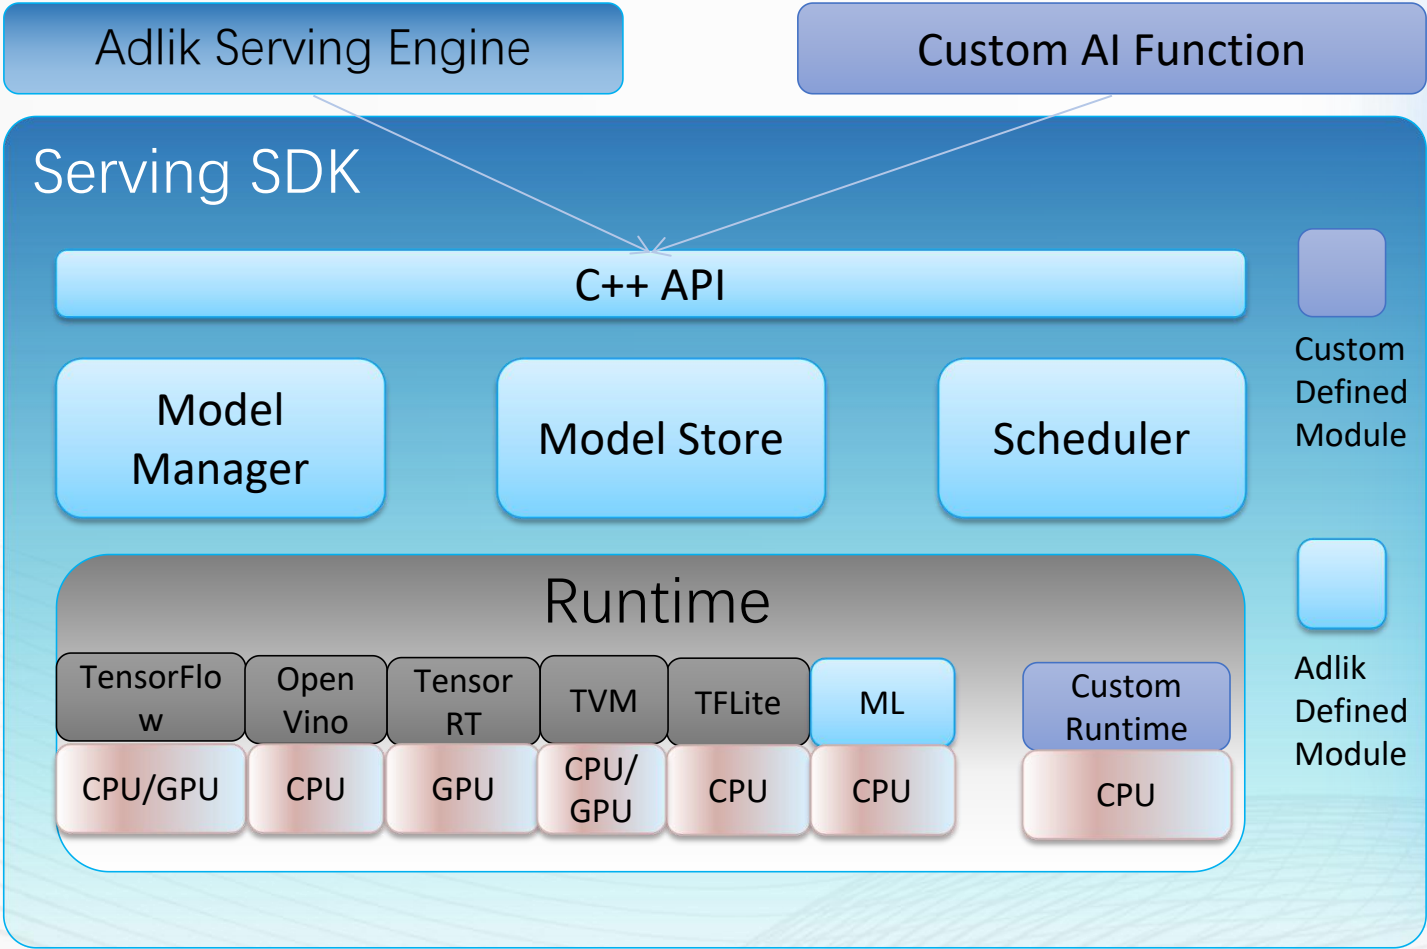 Adlik Serving Engine
Custom AI Function
Serving SDK
C++ API
Custom
Defined
Module
Model
Manager
Model Store
Scheduler
Adlik
Defined
Module
Runtime
TensorFlo
w
Open
Vino
Tensor
RT
TVM
TFLite
ML
Custom
Runtime
CPU/GPU
CPU
GPU
CPU/
GPU
CPU
CPU
CPU